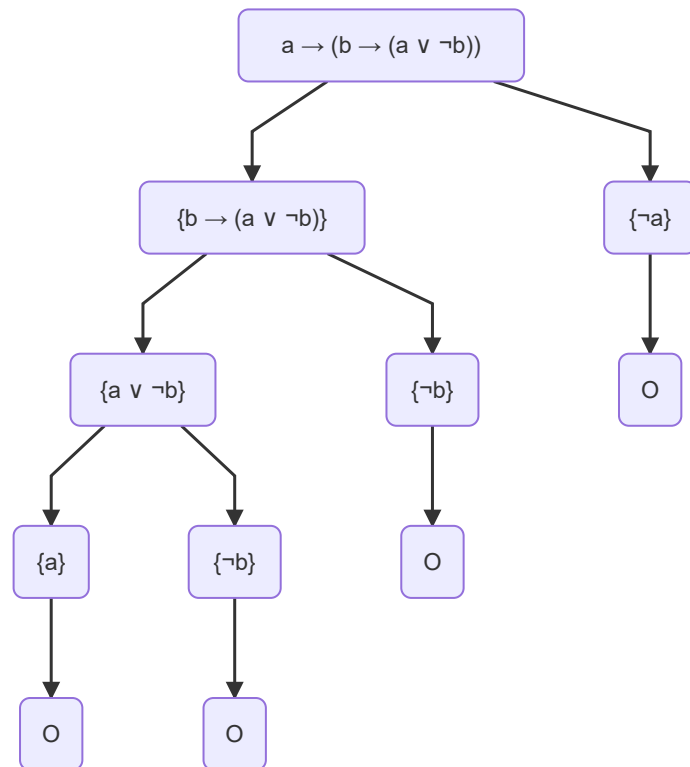 a → (b → (a ∨ ¬b))
{b → (a ∨ ¬b)}
{¬a}
{a ∨ ¬b}
{¬b}
O
{a}
{¬b}
O
O
O